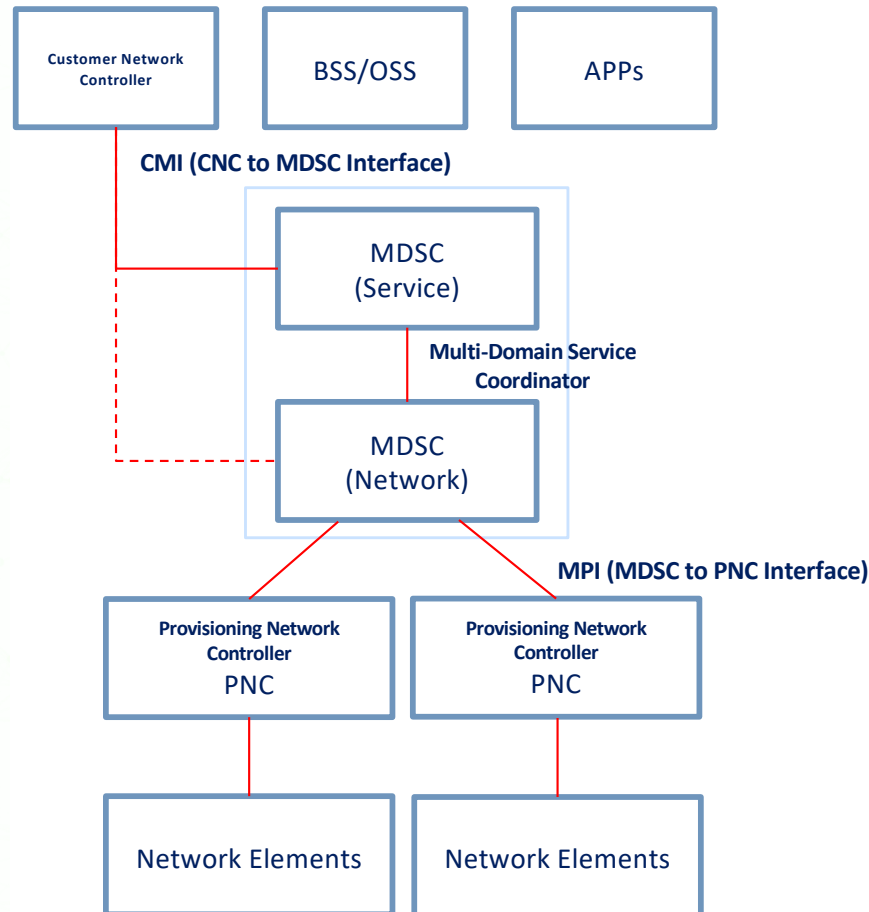 Customer Network
Controller
BSS/OSS
APPs
CMI (CNC to MDSC Interface)
MDSC
(Service)
Multi-Domain Service
Coordinator
MDSC
(Network)
MPI (MDSC to PNC Interface)
Provisioning Network
Controller
PNC
Provisioning Network
Controller
PNC
Network Elements
Network Elements